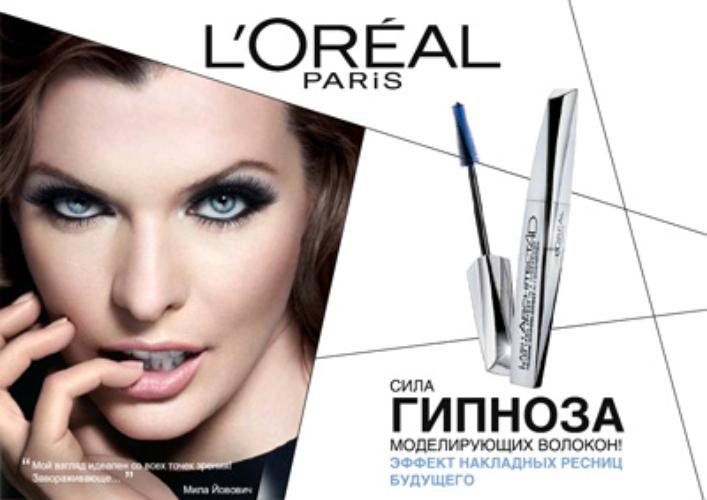 L'ORÉAL
PARiS
L'ORÉAL
СИЛА
ГИПНОЗА
МОДЕЛИРУЮЩИХ ВОЛОКОН!
ЭФФЕКТ НАКЛАДНЫХ РЕСНИЦ
БУДУЩЕГО
“Мой взгляд идеален со всех точек зрения!
Завораживающе...”
Мила Йовович